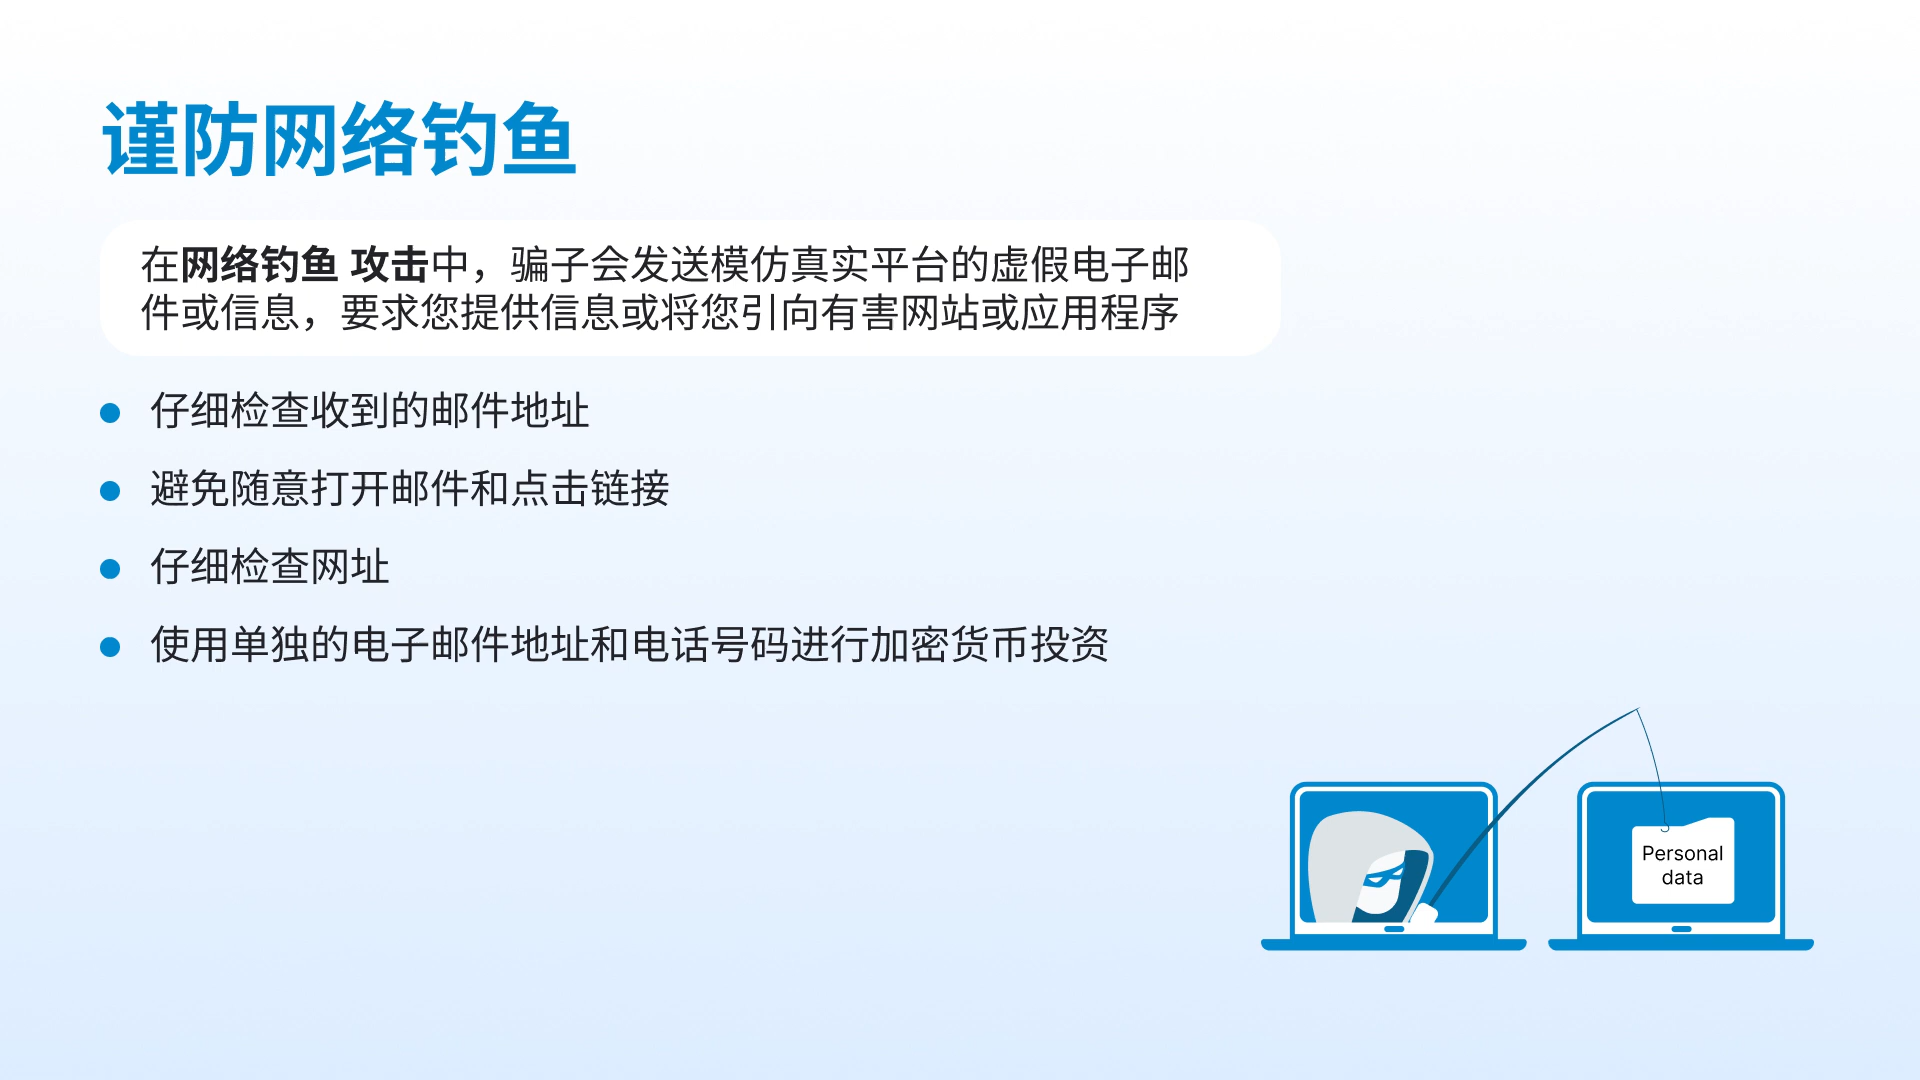 谨防网络钓鱼
在网络钓鱼 攻击中，骗子会发送模仿真实平台的虚假电子邮
件或信息，要求您提供信息或将您引向有害网站或应用程序
仔细检查收到的邮件地址
避免随意打开邮件和点击链接
仔细检查网址
使用单独的电子邮件地址和电话号码进行加密货币投资
Personal
data